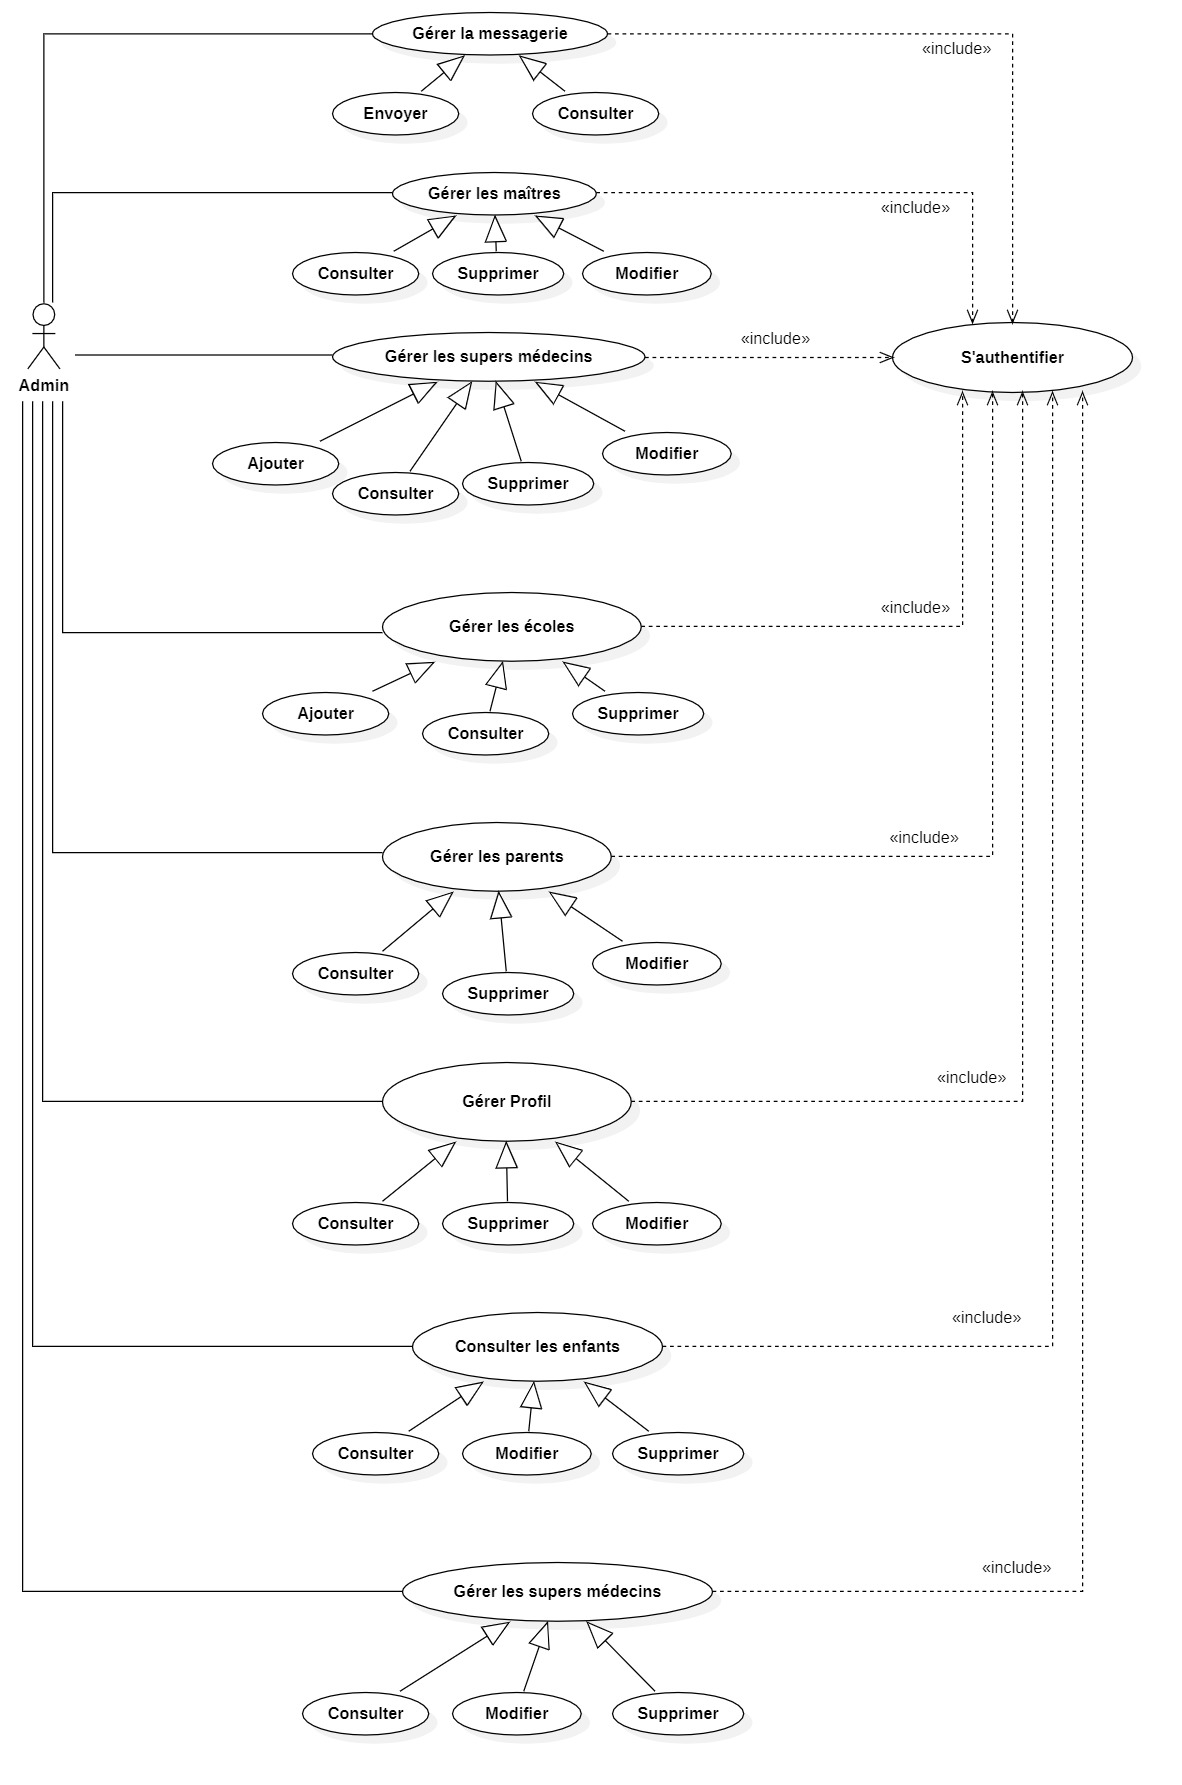 Gérer la messagerie
«include»
Envoyer
Consulter
Gérer les maîtres
«include»
Consulter
Supprimer
Modifier
Admin
Gérer les supers médecins
«include»
S'authentifier
Ajouter
Consulter
Supprimer
Modifier
Gérer les écoles
«include»
Ajouter
Consulter
Supprimer
Gérer les parents
«include»
Consulter
Supprimer
Modifier
Gérer Profil
«include»
Consulter
Supprimer
Modifier
Consulter les enfants
«include»
Consulter
Modifier
Supprimer
Gérer les supers médecins
«include»
Consulter
Modifier
Supprimer